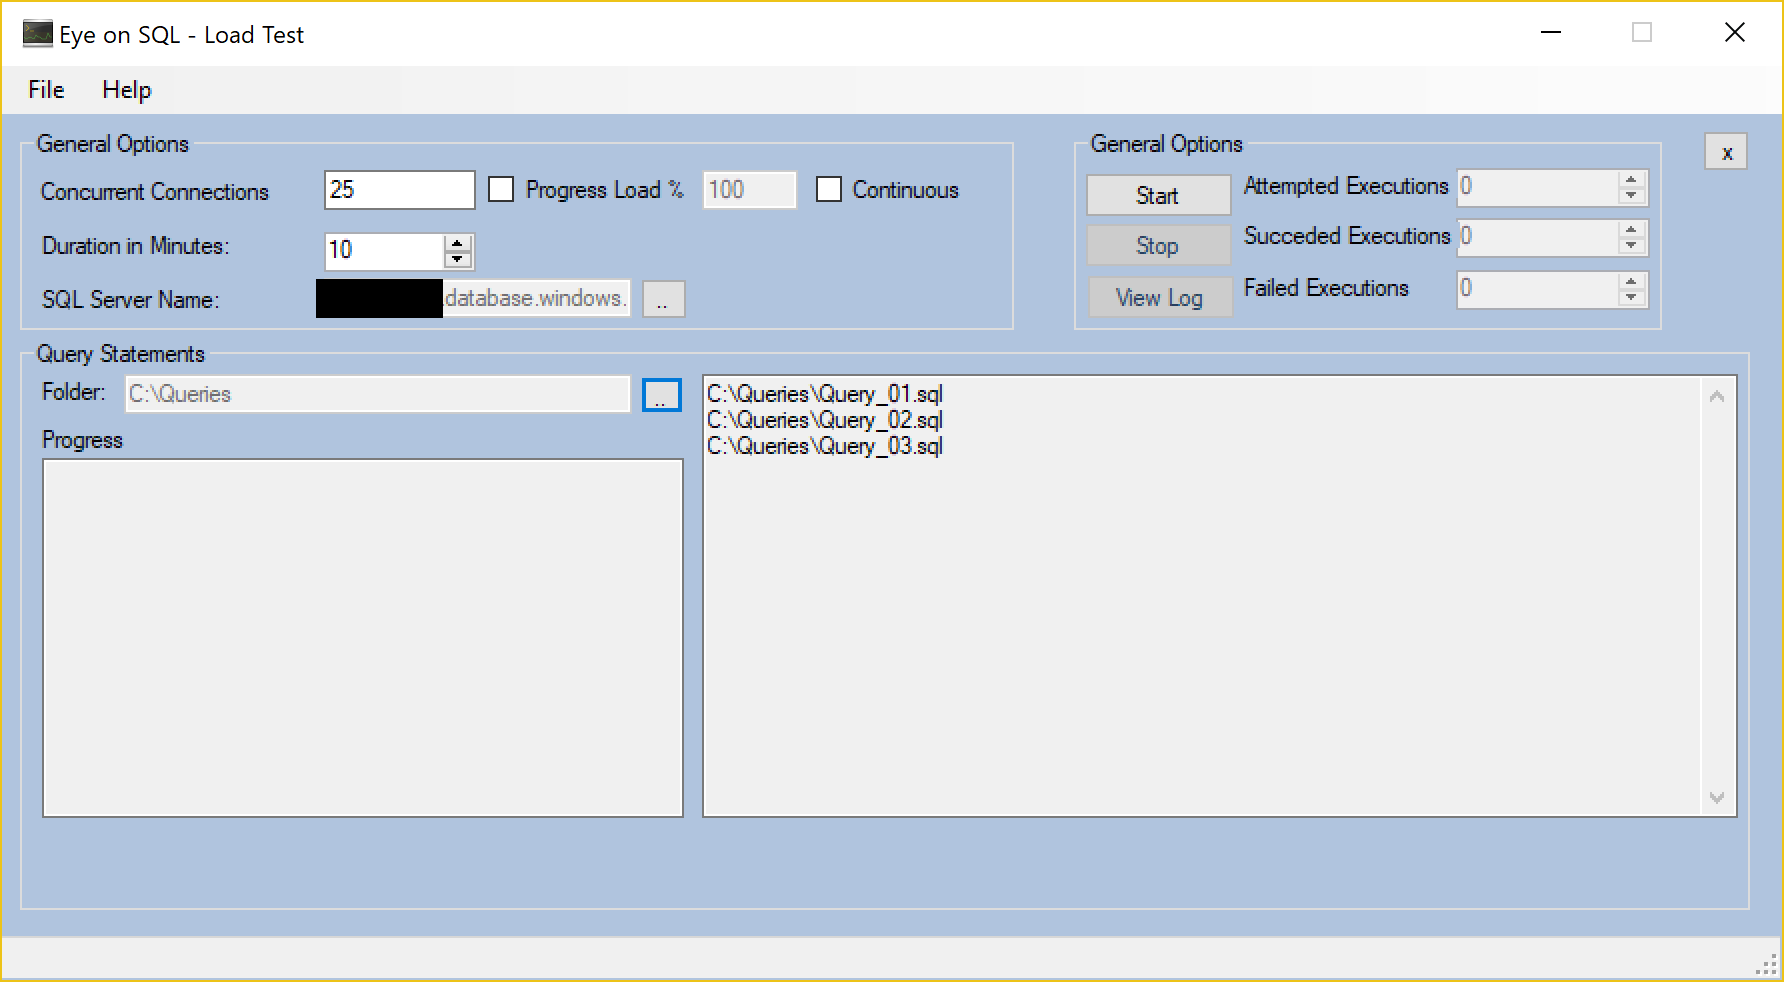 Eye on SQL - Load Test
File Help
General Options
Concurrent Connections 25 Progress Load % 100 Continuous
Duration in Minutes: 10
SQL Server Name: .database.windows. ..
General Options
x
Start Attempted Executions 0
Stop Succeded Executions 0
View Log Failed Executions 0
Query Statements
Folder: C:\Queries ..
Progress
C:\Queries\Query_01.sql
C:\Queries\Query_02.sql
C:\Queries\Query_03.sql